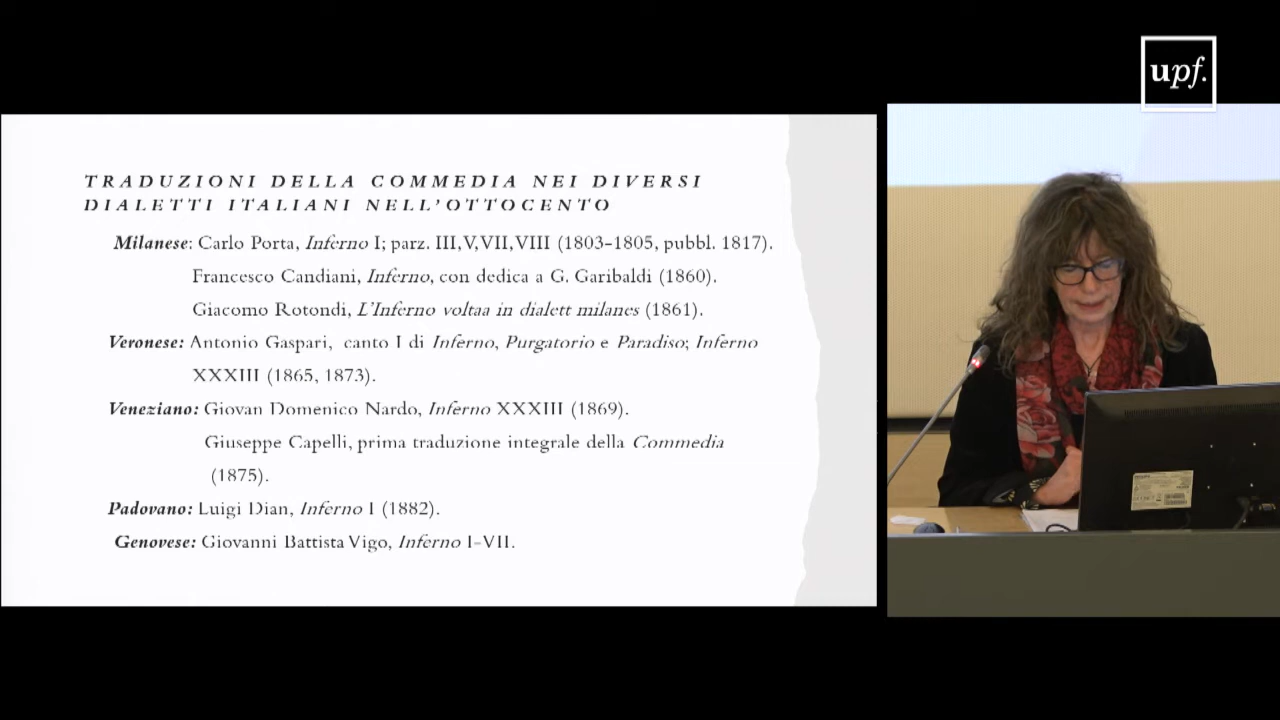 upf.
TRADUZIONI DELLA COMMEDIA NEI DIVERSI
DIALETTI ITALIANI NELL'OTTOCENTO
Milanese: Carlo Porta, Inferno I; parz. III,V,VII,VIII (1803-1805, pubbl. 1817).
Francesco Candiani, Inferno, con dedica a G. Garibaldi (1860).
Giacomo Rotondi, L'Inferno voltaa in dialett milanes (1861).
Veronese: Antonio Gaspari, canto I di Inferno, Purgatorio e Paradiso; Inferno
XXXIII (1865, 1873).
Veneziano: Giovan Domenico Nardo, Inferno XXXIII (1869).
Giuseppe Capelli, prima traduzione integrale della Commedia
(1875).
Padovano: Luigi Dian, Inferno I (1882).
Genovese: Giovanni Battista Vigo, Inferno I-VII.